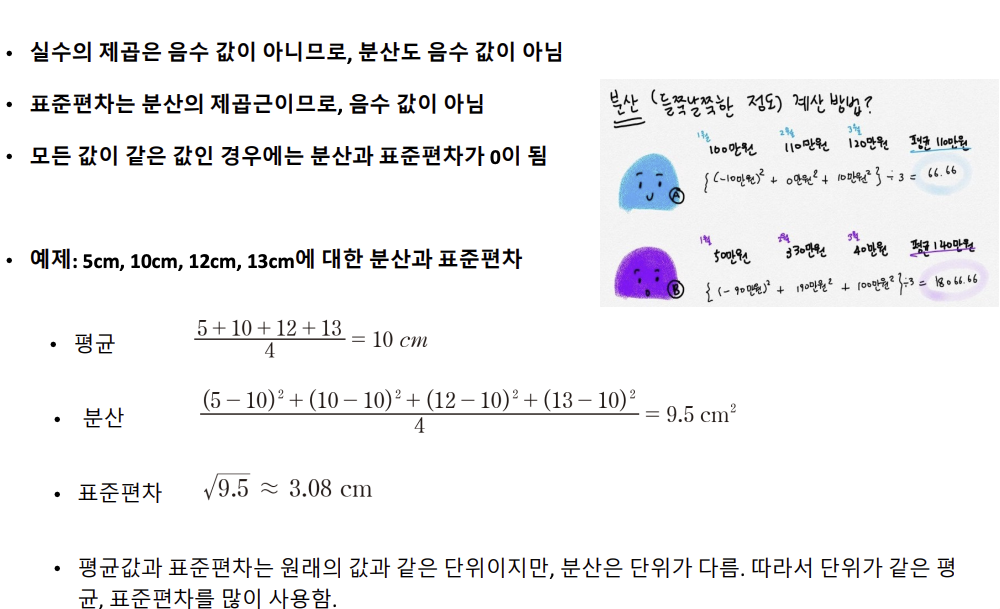 • 실수의 제곱은 음수 값이 아니므로, 분산도 음수 값이 아님
• 표준편차는 분산의 제곱근이므로, 음수 값이 아님
• 모든 값이 같은 값인 경우에는 분산과 표준편차가 0이 됨
분산 (들쭉날쭉한 정도) 계산 방법?
1월 2월 3월
100만원 110만원 120만원 평균 110만원
{(-10만원)² + 0만원² + 10만원²} ÷ 3 = 66.66
A
1월 2월 3월
50만원 330만원 40만원 평균 140만원
{(-90만원)² + 190만원² + 100만원²} ÷3 = 18066.66
B
• 예제: 5cm, 10cm, 12cm, 13cm에 대한 분산과 표준편차
• 평균 (5+10+12+13)/4 = 10 cm
• 분산 ((5−10)²+(10−10)²+(12−10)²+(13−10)²)/4 = 9.5 cm²
• 표준편차 √9.5 ≈ 3.08 cm
• 평균값과 표준편차는 원래의 값과 같은 단위이지만, 분산은 단위가 다름. 따라서 단위가 같은 평
균, 표준편차를 많이 사용함.